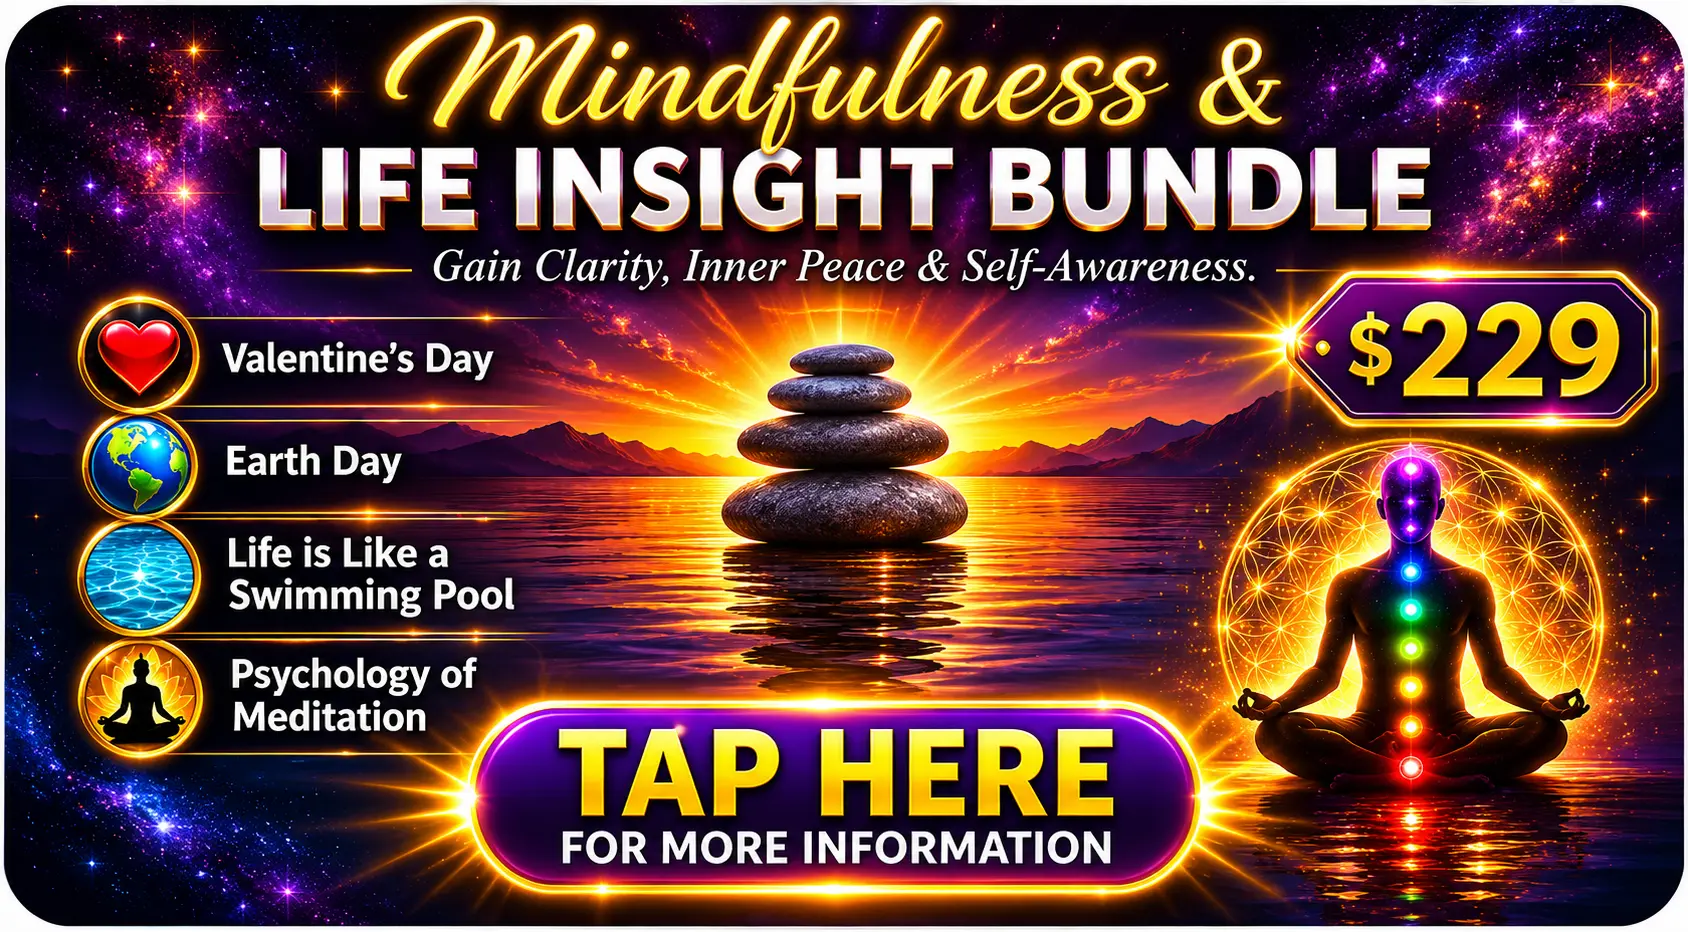 Mindfulness &
LIFE INSIGHT BUNDLE
Gain Clarity, Inner Peace & Self-Awareness.
$229
Valentine's Day
Earth Day
Life is Like a
Swimming Pool
Psychology of
Meditation
TAP HERE
FOR MORE INFORMATION